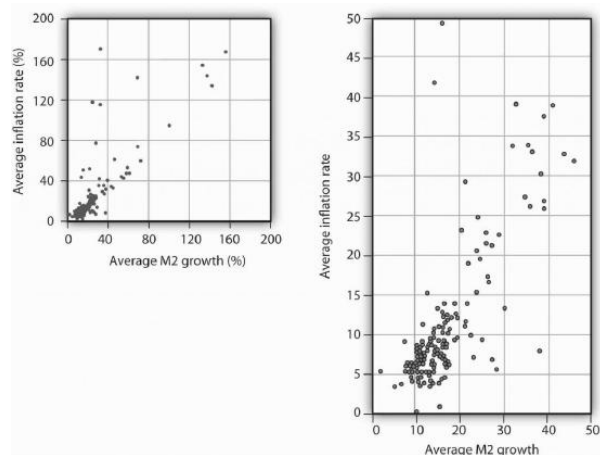 Average inflation rate (%)
200
160
120
80
40
0
0 40 80 120 160 200
Average M2 growth (%)
Average inflation rate
50
45
40
35
30
25
20
15
10
5
0
0 10 20 30 40 50
Average M2 growth